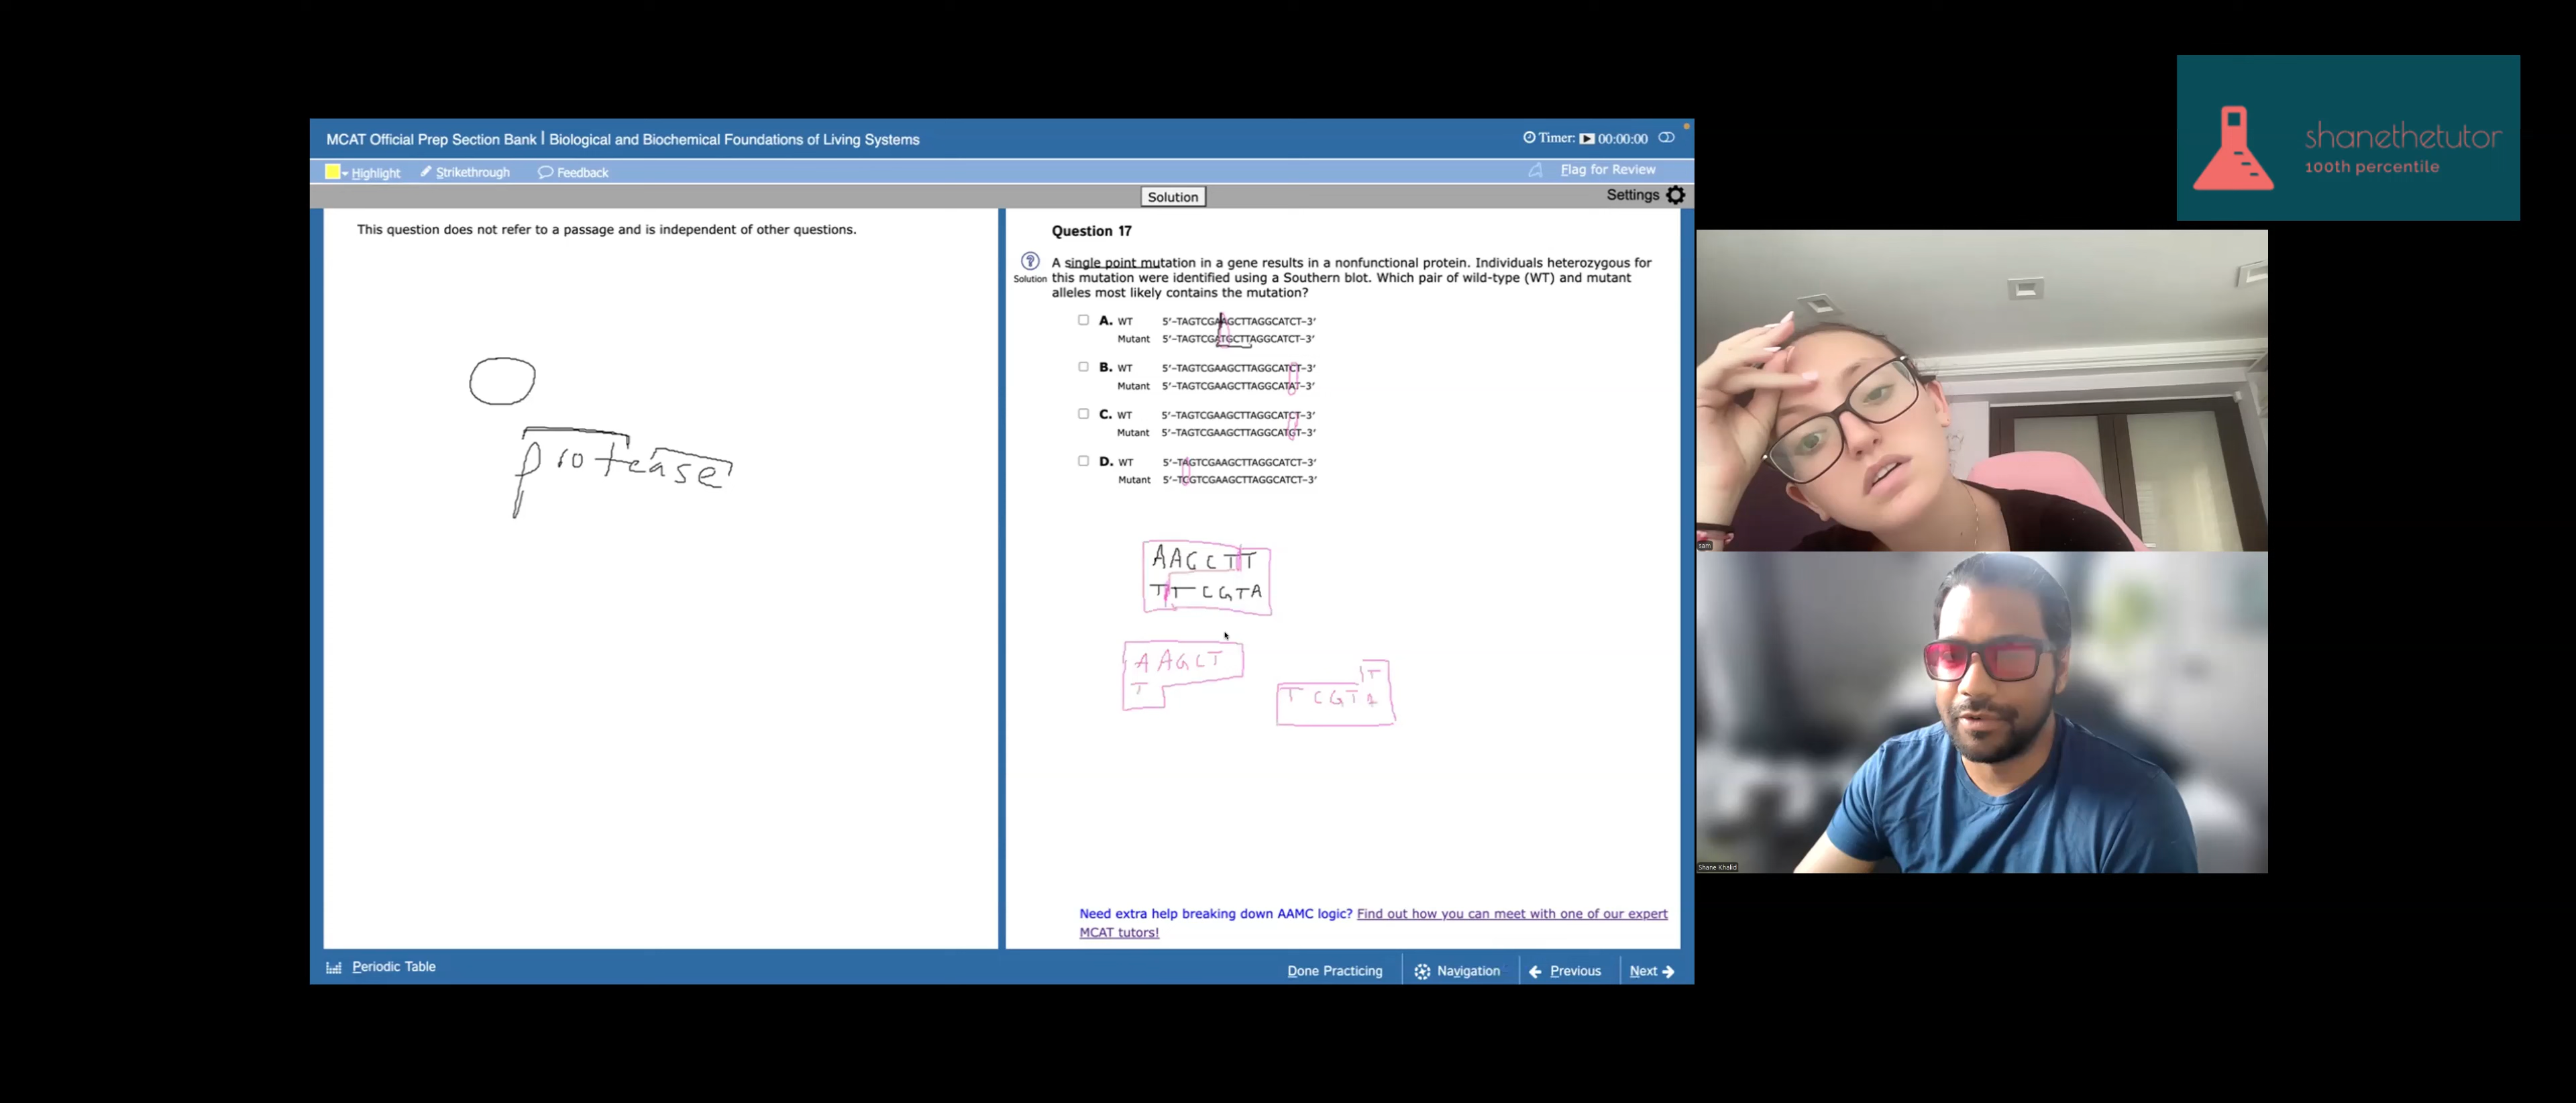 shanethetutor
100th percentile
MCAT Official Prep Section Bank | Biological and Biochemical Foundations of Living Systems
Timer: 00:00:00
Highlight Strikethrough Feedback
Flag for Review
Solution
Settings
This question does not refer to a passage and is independent of other questions.
protease
Question 17
Solution
A single point mutation in a gene results in a nonfunctional protein. Individuals heterozygous for
this mutation were identified using a Southern blot. Which pair of wild-type (WT) and mutant
alleles most likely contains the mutation?
A. WT 5′-TAGTCGAAGCTTAGGCATCT-3′
Mutant 5′-TAGTCGATGCTTAGGCATCT-3′
B. WT 5′-TAGTCGAAGCTTAGGCATCT-3′
Mutant 5′-TAGTCGAAGCTTAGGCATAT-3′
C. WT 5′-TAGTCGAAGCTTAGGCATCT-3′
Mutant 5′-TAGTCGAAGCTTAGGCATGT-3′
D. WT 5′-TAGTCGAAGCTTAGGCATCT-3′
Mutant 5′-TCGTCGAAGCTTAGGCATCT-3′
AAGCTT
TTCGTA
AAGCT
T
T
TCGTA
Need extra help breaking down AAMC logic? Find out how you can meet with one of our expert
MCAT tutors!
Periodic Table
Done Practicing Navigation Previous Next
sam
Shane Khalid